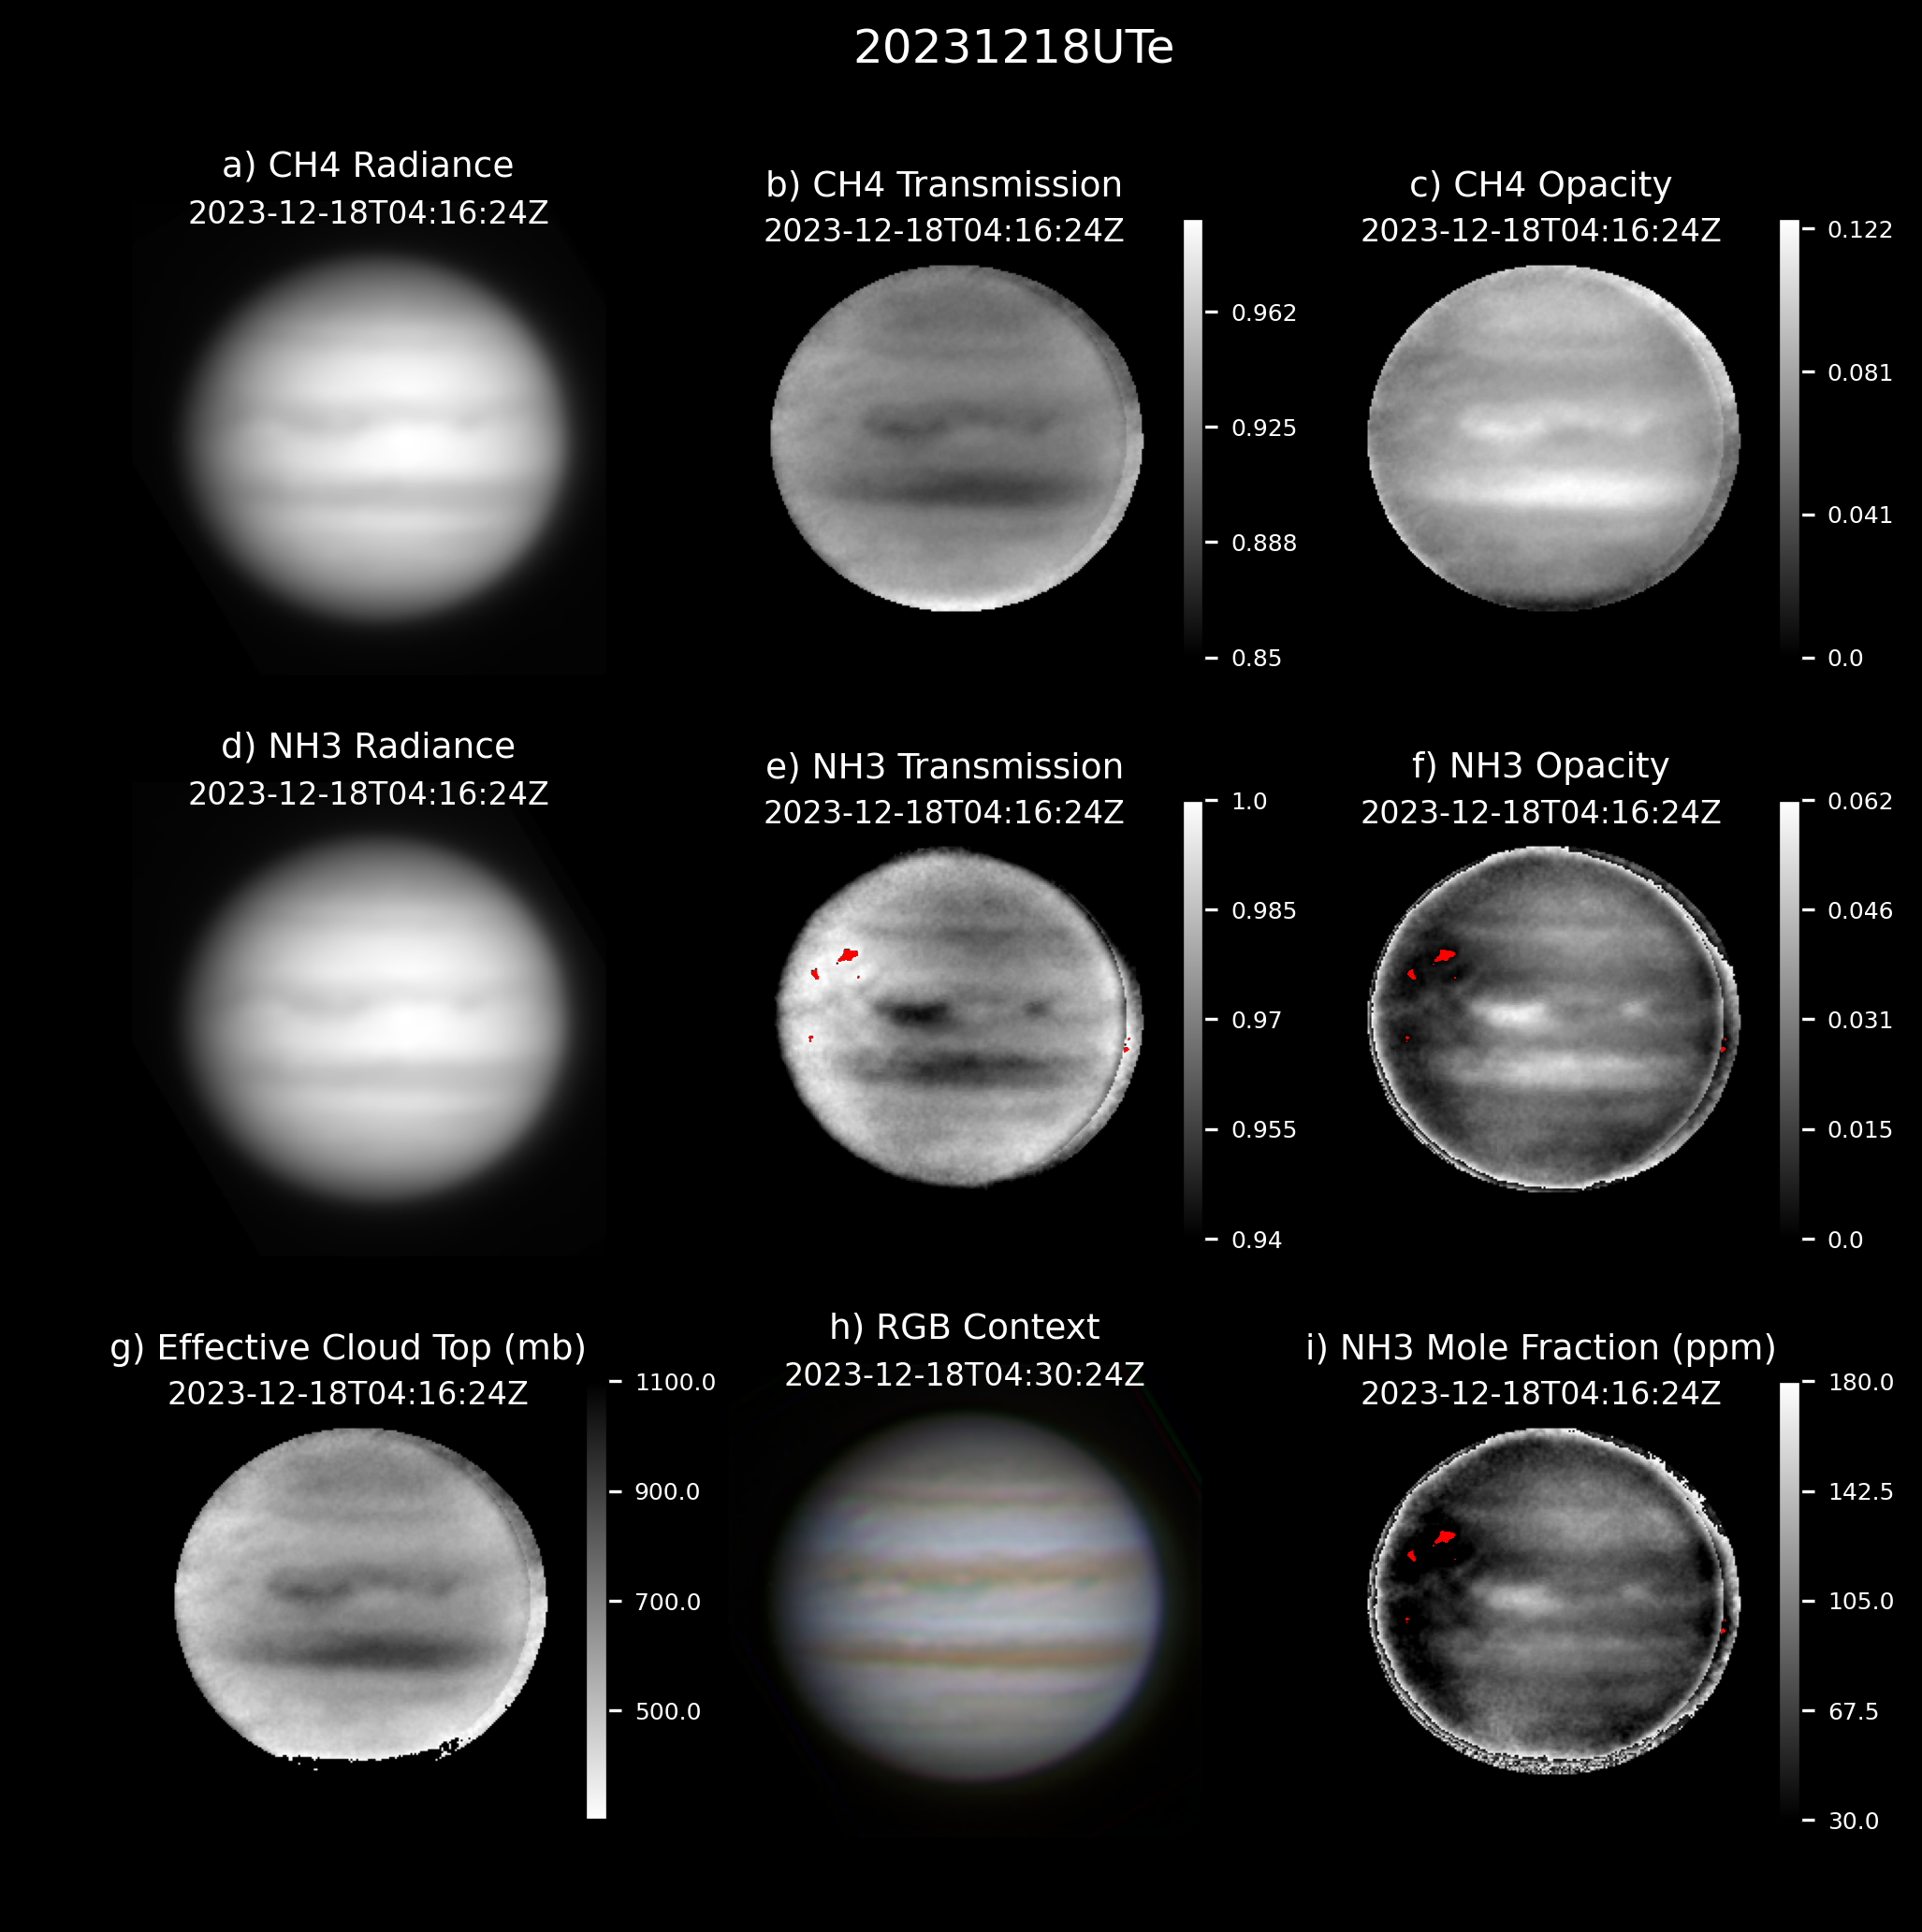 20231218UTe
a) CH4 Radiance
2023-12-18T04:16:24Z
b) CH4 Transmission
2023-12-18T04:16:24Z
0.962
0.925
0.888
0.85
c) CH4 Opacity
2023-12-18T04:16:24Z
0.122
0.081
0.041
0.0
d) NH3 Radiance
2023-12-18T04:16:24Z
e) NH3 Transmission
2023-12-18T04:16:24Z
1.0
0.985
0.97
0.955
0.94
f) NH3 Opacity
2023-12-18T04:16:24Z
0.062
0.046
0.031
0.015
0.0
g) Effective Cloud Top (mb)
2023-12-18T04:16:24Z
1100.0
900.0
700.0
500.0
h) RGB Context
2023-12-18T04:30:24Z
i) NH3 Mole Fraction (ppm)
2023-12-18T04:16:24Z
180.0
142.5
105.0
67.5
30.0